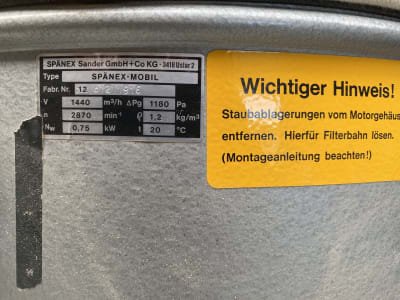 SPÄNEX Sander GmbH+Co KG · 3418 Uslar 2
Type SPÄNEX-MOBIL
Fabr. Nr. 12
V 1440 m³/h ΔPg 1180 Pa
n 2870 min⁻¹ ϱ 1,2 kg/m³
Nw 0,75 kW t 20 °C
Wichtiger Hinweis!
Staubablagerungen vom Motorgehäus
entfernen. Hierfür Filterbahn lösen.
(Montageanleitung beachten!)